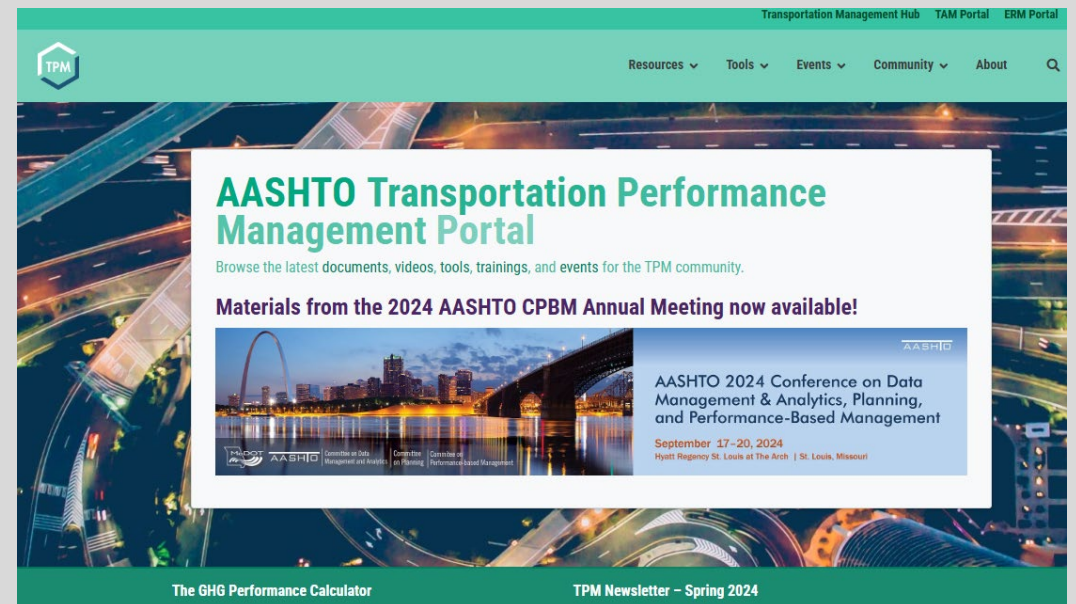 Transportation Management Hub TAM Portal ERM Portal
TPM
Resources Tools Events Community About
AASHTO Transportation Performance
Management Portal
Browse the latest documents, videos, tools, trainings, and events for the TPM community.
Materials from the 2024 AASHTO CPBM Annual Meeting now available!
AASHTO
AASHTO 2024 Conference on Data
Management & Analytics, Planning,
and Performance-Based Management
September 17–20, 2024
Hyatt Regency St. Louis at The Arch | St. Louis, Missouri
MoDOT AASHTO Committee on Data Management and Analytics Committee on Planning Committee on Performance-based Management
The GHG Performance Calculator
TPM Newsletter – Spring 2024